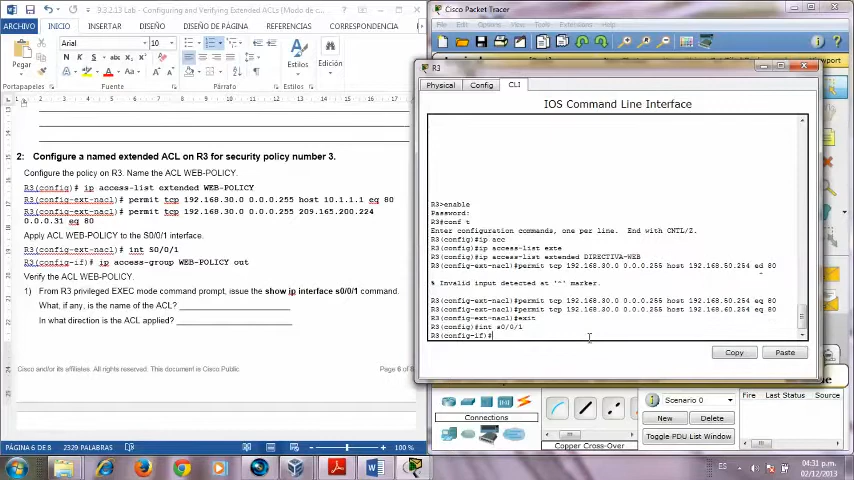 9.3.2.13 Lab - Configuring and Verifying Extended ACLs (Modo de c...
ARCHIVO INICIO INSERTAR DISEÑO DISEÑO DE PÁGINA REFERENCIAS CORRESPONDENCIA
Pegar
Arial 10
Estilos Edición
Portapapeles Fuente Párrafo Estilos
2: Configure a named extended ACL on R3 for security policy number 3.
Configure the policy on R3. Name the ACL WEB-POLICY.
R3(config)# ip access-list extended WEB-POLICY
R3(config-ext-nacl)# permit tcp 192.168.30.0 0.0.0.255 host 10.1.1.1 eq 80
R3(config-ext-nacl)# permit tcp 192.168.30.0 0.0.0.255 209.165.200.224
0.0.0.31 eq 80
Apply ACL WEB-POLICY to the S0/0/1 interface.
R3(config-ext-nacl)# int S0/0/1
R3(config-if)# ip access-group WEB-POLICY out
Verify the ACL WEB-POLICY.
1) From R3 privileged EXEC mode command prompt, issue the show ip interface s0/0/1 command.
What, if any, is the name of the ACL?
In what direction is the ACL applied?
Cisco and/or its affiliates. All rights reserved. This document is Cisco Public. Page 6 of 8
PÁGINA 6 DE 8 2329 PALABRAS 100 %
Cisco Packet Tracer
R3
Physical Config CLI
IOS Command Line Interface
R3>enable
Password:
R3#conf t
Enter configuration commands, one per line. End with CNTL/Z.
R3(config)#ip acc
R3(config)#ip access-list exte
R3(config)#ip access-list extended DIRECTIVA-WEB
R3(config-ext-nacl)#permit tcp 192.168.30.0 0.0.0.255 host 192.168.50.254 ed 80
^
% Invalid input detected at '^' marker.
R3(config-ext-nacl)#permit tcp 192.168.30.0 0.0.0.255 host 192.168.50.254 eq 80
R3(config-ext-nacl)#permit tcp 192.168.30.0 0.0.0.255 host 192.168.60.254 eq 80
R3(config-ext-nacl)#exit
R3(config)#int s0/0/1
R3(config-if)#
Copy Paste
Connections
Copper Cross-Over
Scenario 0
New Delete
Toggle PDU List Window
Fire Last Status Source
ES
04:31 p.m.
02/12/2013